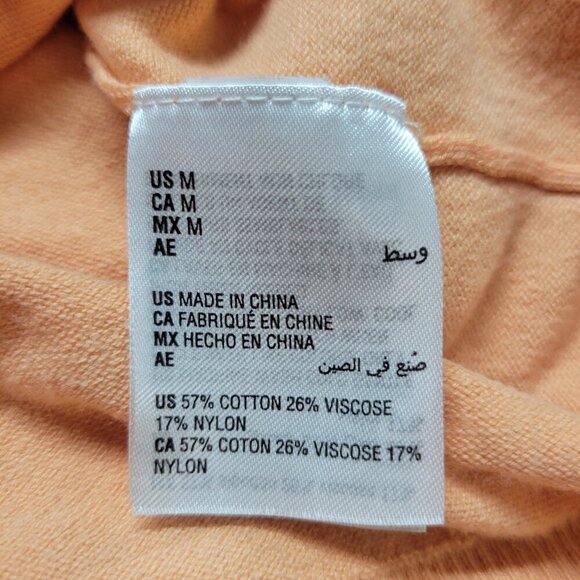 US M
CA M
MX M
AE وسط
US MADE IN CHINA
CA FABRIQUÉ EN CHINE
MX HECHO EN CHINA
AE صُنع في الصين
US 57% COTTON 26% VISCOSE
17% NYLON
CA 57% COTON 26% VISCOSE 17%
NYLON